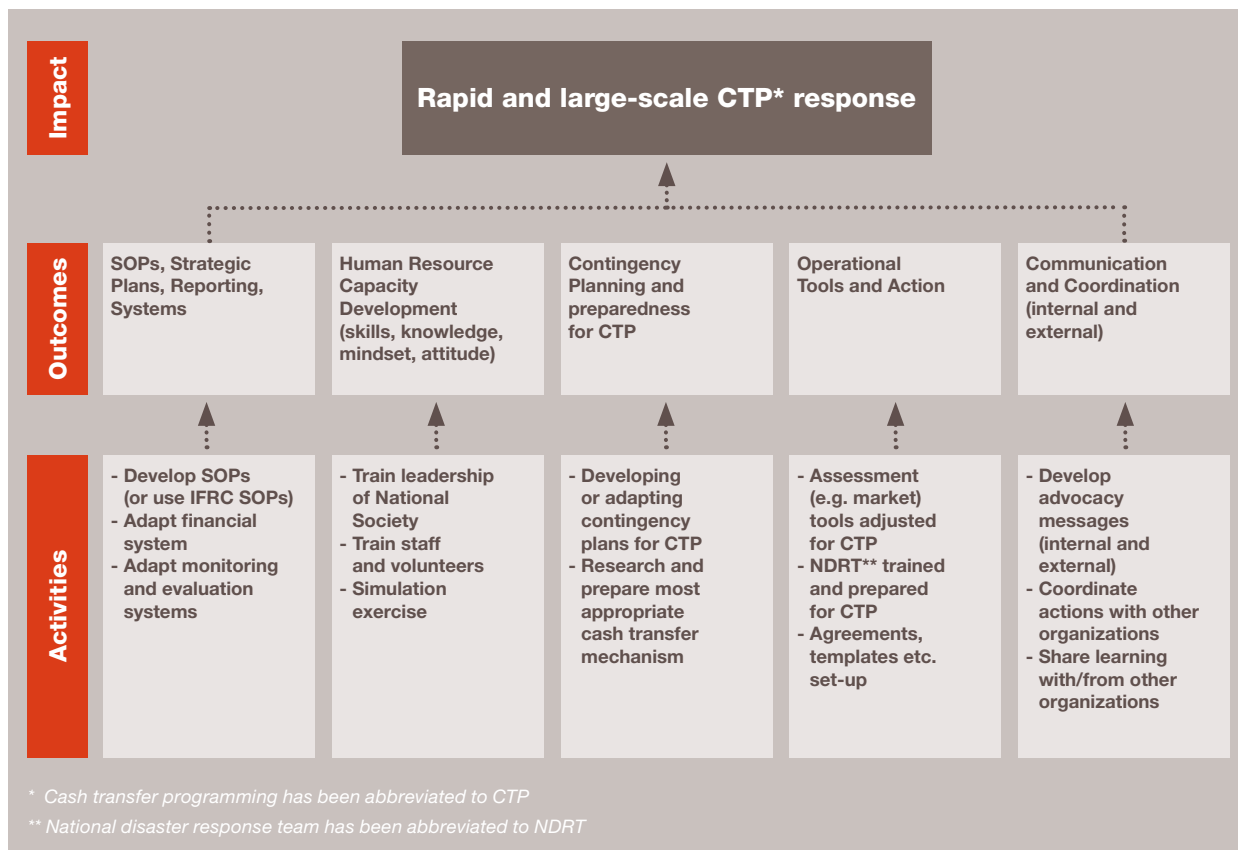 Impact
Rapid and large-scale CTP* response
Outcomes
SOPs, Strategic
Plans, Reporting,
Systems
Human Resource
Capacity
Development
(skills, knowledge,
mindset, attitude)
Contingency
Planning and
preparedness
for CTP
Operational
Tools and Action
Communication
and Coordination
(internal and
external)
Activities
- Develop SOPs
(or use IFRC SOPs)
- Adapt financial
system
- Adapt monitoring
and evaluation
systems
- Train leadership
of National
Society
- Train staff
and volunteers
- Simulation
exercise
- Developing
or adapting
contingency
plans for CTP
- Research and
prepare most
appropriate
cash transfer
mechanism
- Assessment
(e.g. market)
tools adjusted
for CTP
- NDRT** trained
and prepared
for CTP
- Agreements,
templates etc.
set-up
- Develop
advocacy
messages
(internal and
external)
- Coordinate
actions with other
organizations
- Share learning
with/from other
organizations
* Cash transfer programming has been abbreviated to CTP
** National disaster response team has been abbreviated to NDRT